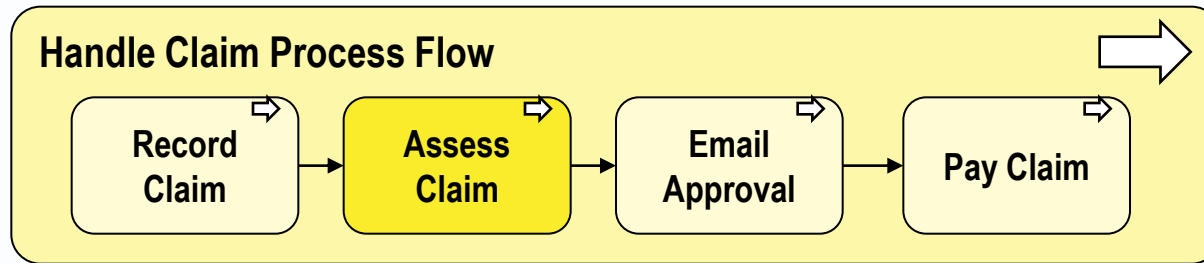 Handle Claim Process Flow
Record
Claim
Assess
Claim
Email
Approval
Pay Claim